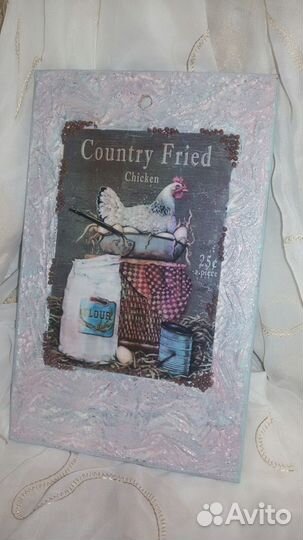 Country Fried
Chicken
25¢
a piece
FLOUR
Avito